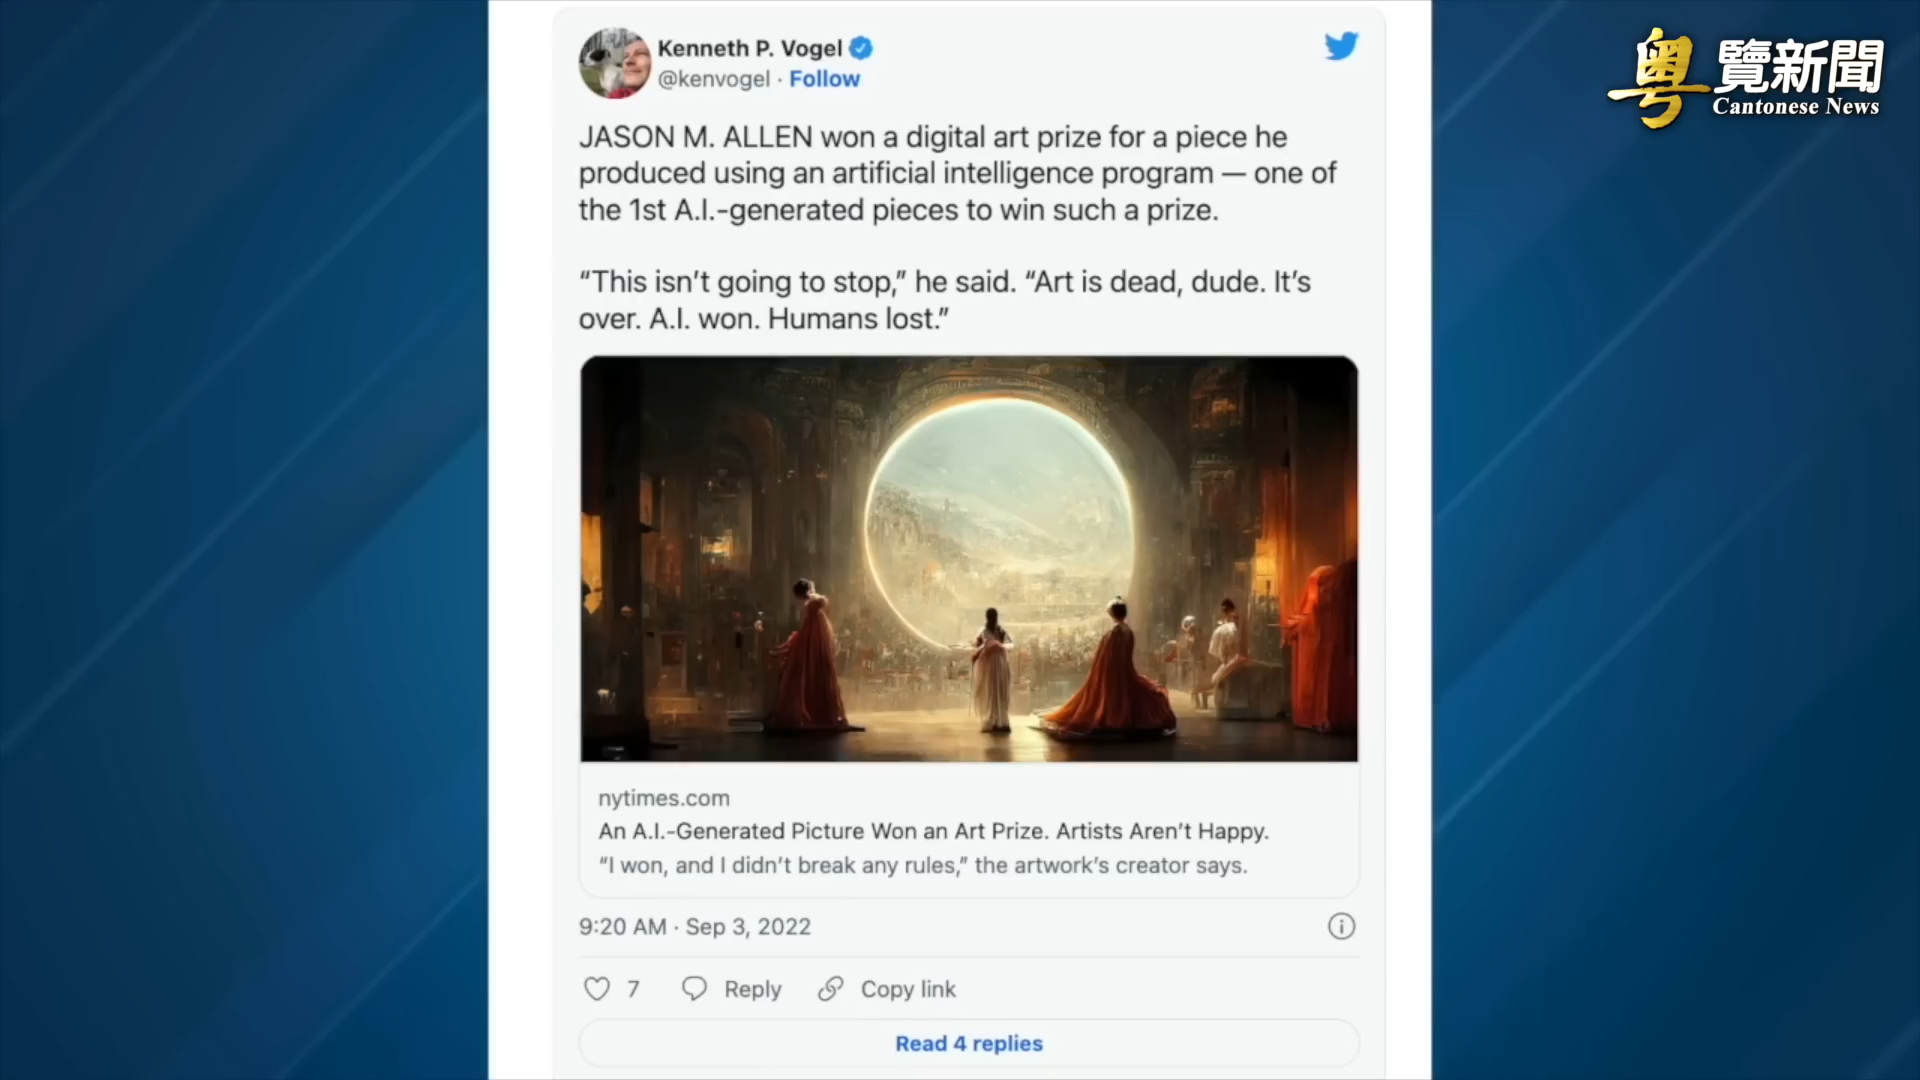 Kenneth P. Vogel
@kenvogel · Follow
粵覽新聞
Cantonese News
JASON M. ALLEN won a digital art prize for a piece he
produced using an artificial intelligence program — one of
the 1st A.I.-generated pieces to win such a prize.
“This isn’t going to stop,” he said. “Art is dead, dude. It’s
over. A.I. won. Humans lost.”
nytimes.com
An A.I.-Generated Picture Won an Art Prize. Artists Aren’t Happy.
“I won, and I didn’t break any rules,” the artwork’s creator says.
9:20 AM · Sep 3, 2022
7 Reply Copy link
Read 4 replies